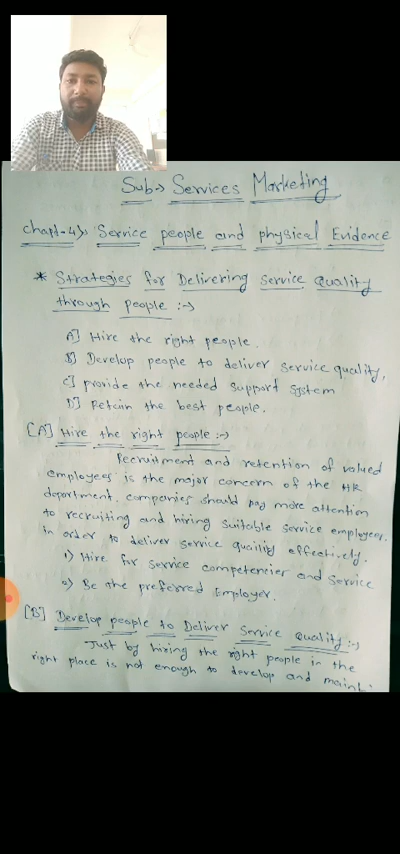 Sub → Services Marketing
Chapt-4) Service people and physical Evidence
* Strategies for Delivering Service Quality
through people :→
A] Hire the right people.
B] Develop people to deliver service quality.
C] provide the needed support system
D] Retain the best people.
[A] Hire the right people :→
Recruitment and retention of valued
employees is the major concern of the HR
department. companies should pay more attention
to recruiting and hiring suitable service employees
in order to deliver service quality effectively.
1) Hire for service competencies and service
2) Be the preferred Employer.
[B] Develop people to Deliver Service Quality :→
Just by hiring the right people in the
right place is not enough to develop and